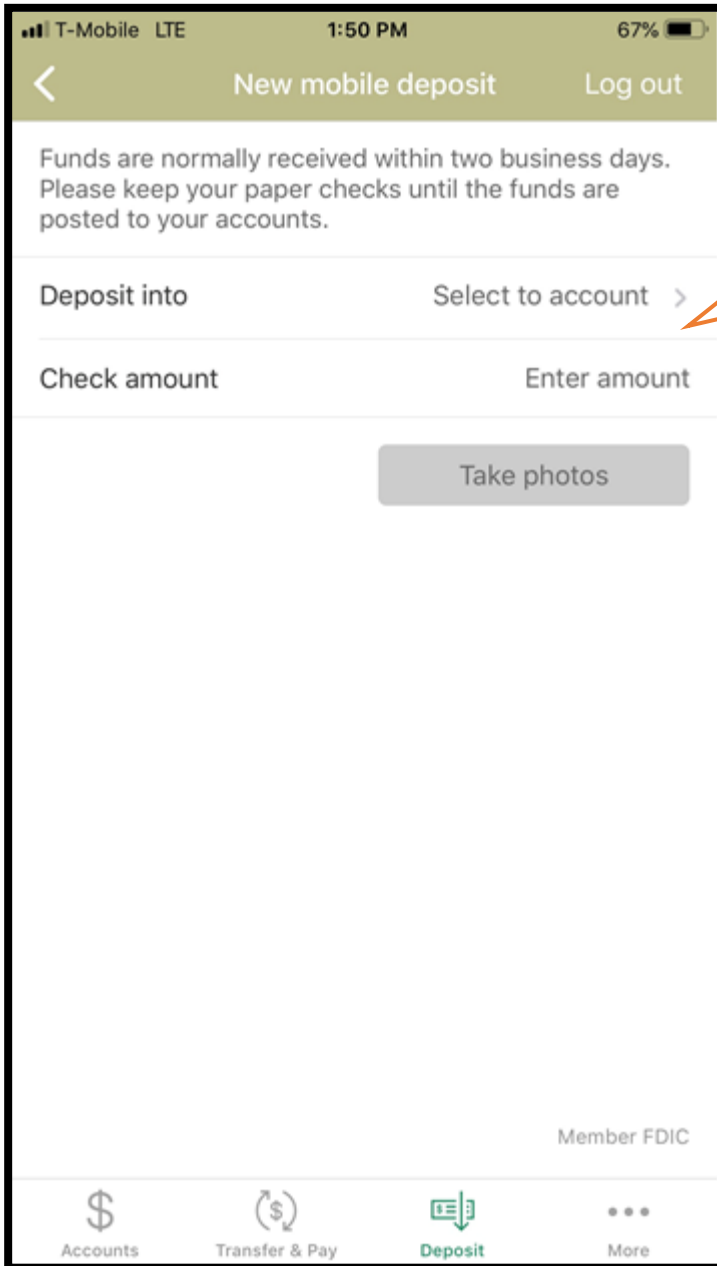 T-Mobile LTE 1:50 PM 67%
New mobile deposit Log out
Funds are normally received within two business days.
Please keep your paper checks until the funds are
posted to your accounts.
Deposit into Select to account >
Check amount Enter amount
Take photos
Member FDIC
$ ($) $
Accounts Transfer & Pay Deposit More